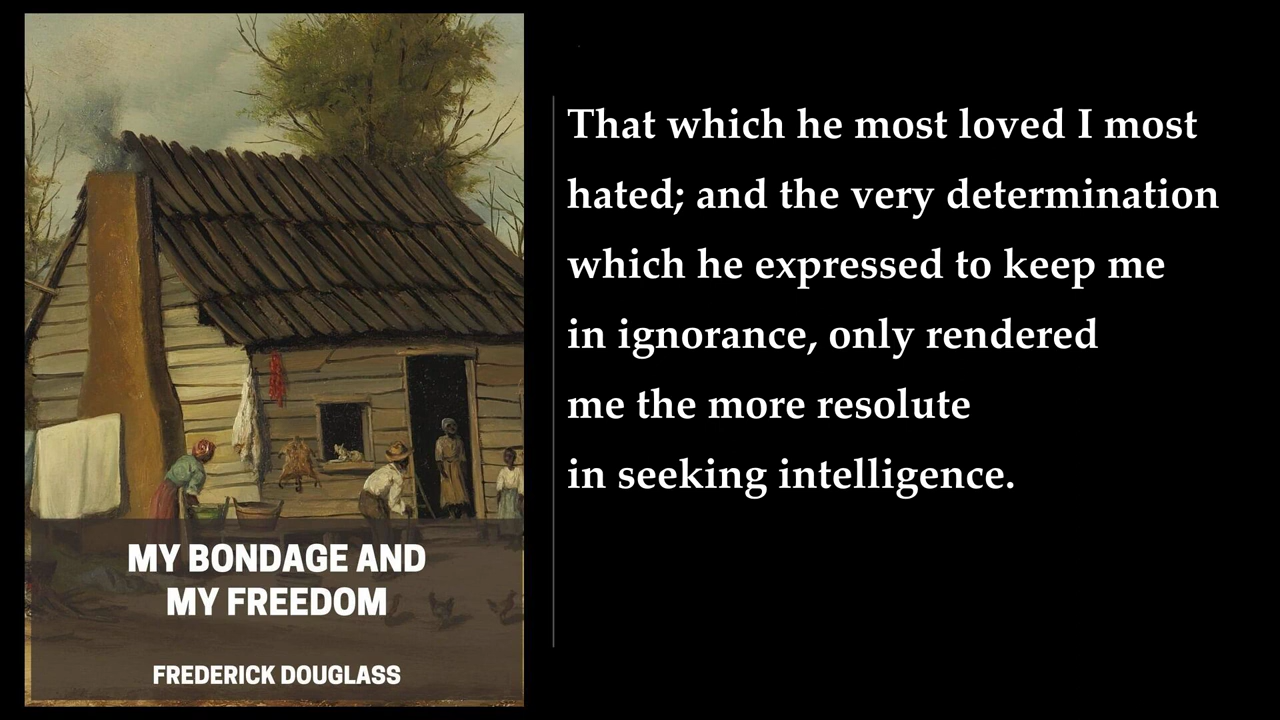 MY BONDAGE AND
MY FREEDOM
FREDERICK DOUGLASS
That which he most loved I most
hated; and the very determination
which he expressed to keep me
in ignorance, only rendered
me the more resolute
in seeking intelligence.